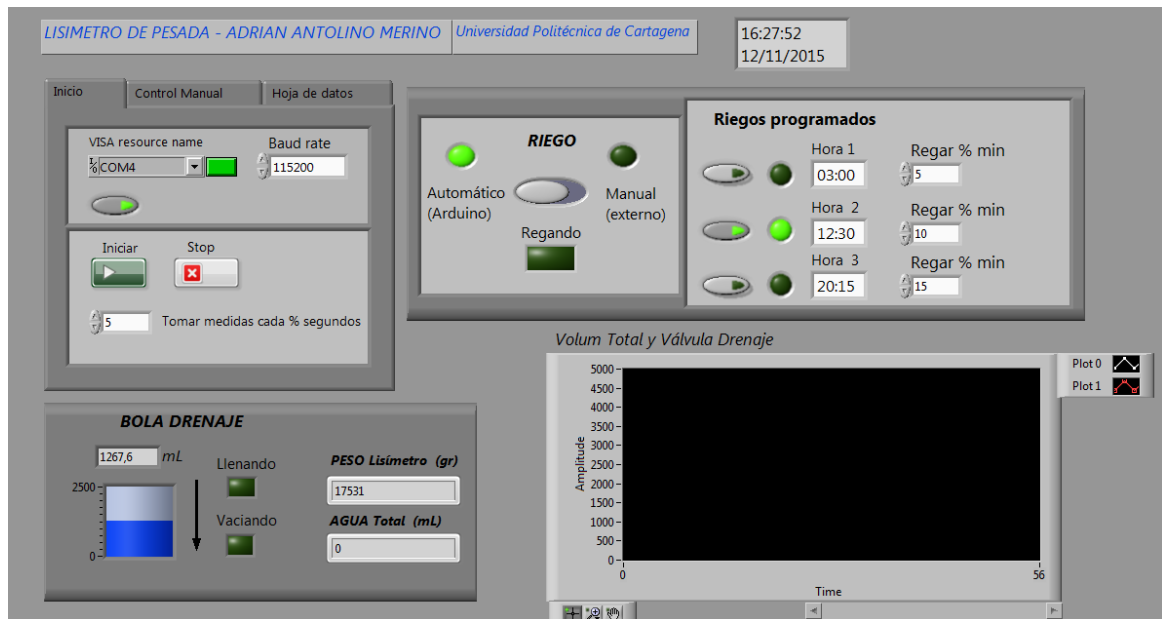 LISIMETRO DE PESADA - ADRIAN ANTOLINO MERINO
Universidad Politécnica de Cartagena
16:27:52
12/11/2015
Inicio
Control Manual
Hoja de datos
VISA resource name
Baud rate
COM4
115200
Iniciar
Stop
5
Tomar medidas cada % segundos
RIEGO
Automático
(Arduino)
Manual
(externo)
Regando
Riegos programados
Hora 1
Regar % min
03:00
5
Hora 2
Regar % min
12:30
10
Hora 3
Regar % min
20:15
15
BOLA DRENAJE
1267,6
mL
2500
0
Llenando
Vaciando
PESO Lisímetro (gr)
17531
AGUA Total (mL)
0
Volum Total y Válvula Drenaje
Plot 0
Plot 1
Amplitude
5000
4500
4000
3500
3000
2500
2000
1500
1000
500
0
0
56
Time